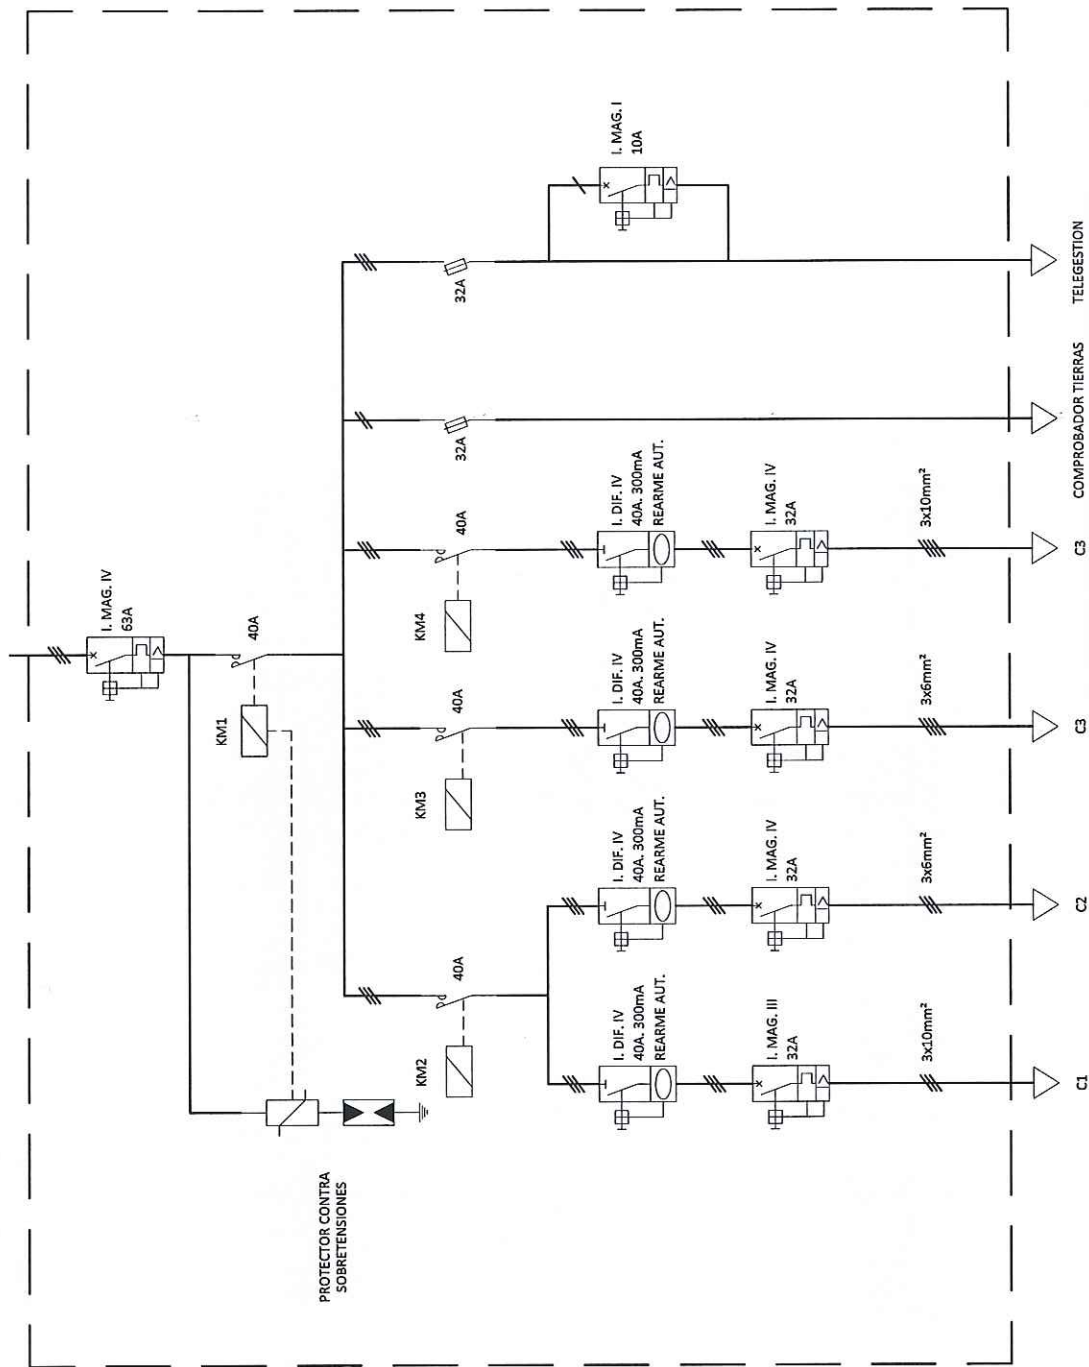 I. MAG. IV
63A
KM1
40A
PROTECTOR CONTRA
SOBRETENSIONES
KM2
40A
KM3
40A
KM4
40A
32A
32A
I. MAG. I
10A
I. DIF. IV
40A. 300mA
REARME AUT.
I. DIF. IV
40A. 300mA
REARME AUT.
I. DIF. IV
40A. 300mA
REARME AUT.
I. DIF. IV
40A. 300mA
REARME AUT.
I. MAG. III
32A
I. MAG. IV
32A
I. MAG. IV
32A
I. MAG. IV
32A
3x10mm²
3x6mm²
3x6mm²
3x10mm²
C1
C2
C3
C3
COMPROBADOR TIERRAS
TELEGESTION